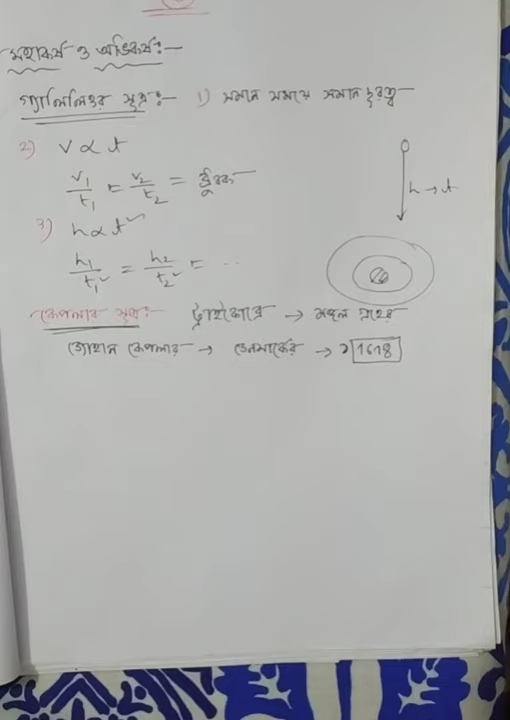 মহাকর্ষ ও অভিকর্ষঃ—
গ্যালিলিওর সূত্রঃ— 1) সমান সময়ে সমান দূরত্ব
2) v ∝ t
v₁/t₁ = v₂/t₂ = ধ্রুবক
h → t
3) h ∝ t²
h₁/t₁² = h₂/t₂² = ...
কেপলার সূত্রঃ → মঙ্গল গ্রহের
জোহান কেপলার → ডেনমার্কের → 1618